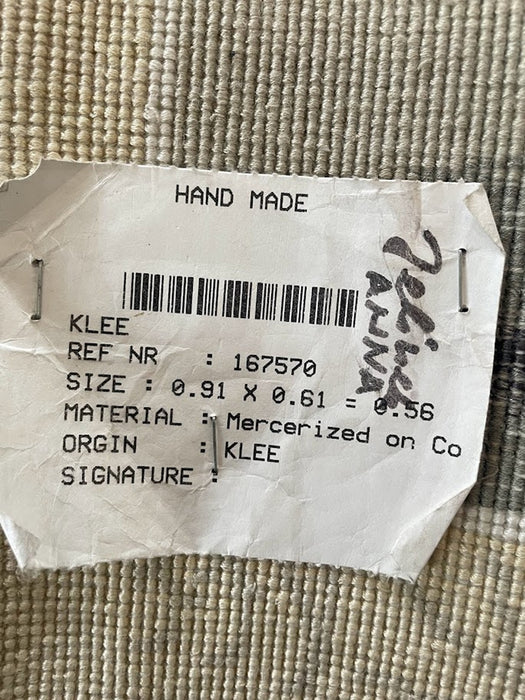 HAND MADE
KLEE
REF NR : 167570
SIZE : 0.91 X 0.61 = 0.56
MATERIAL : Mercerized on Co
ORGIN : KLEE
SIGNATURE :
ANNA